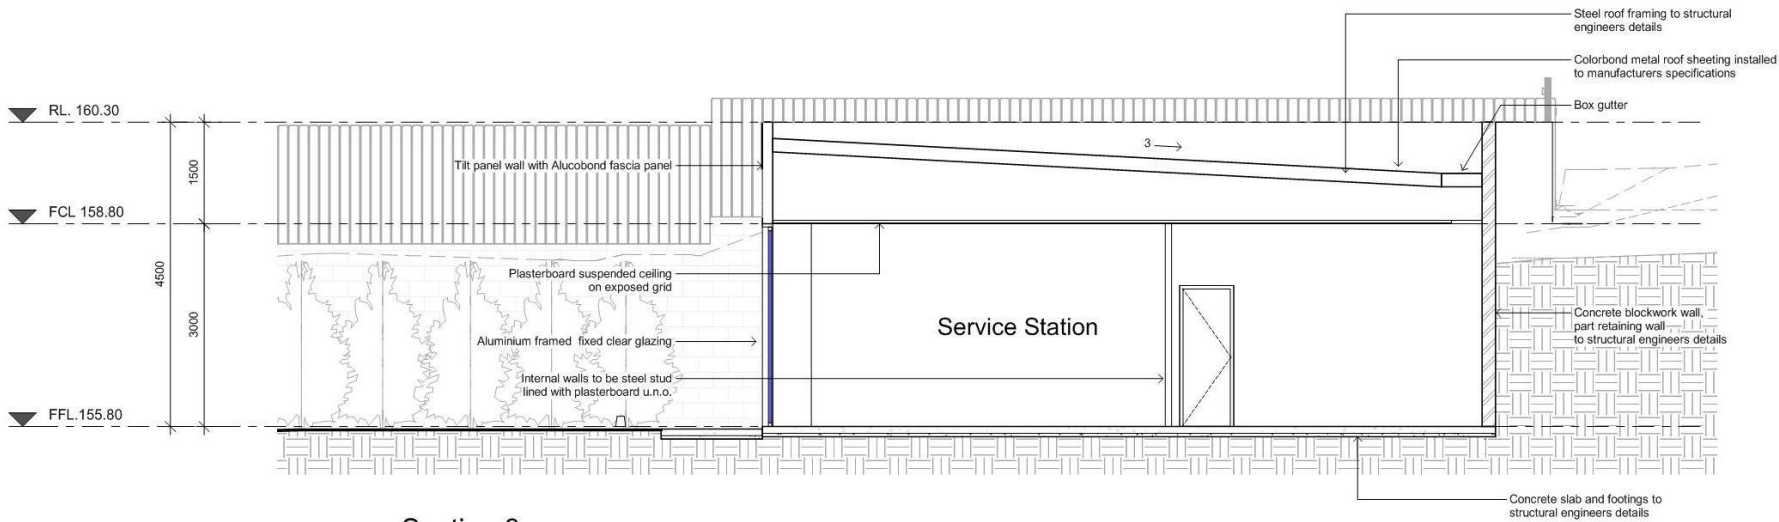 Steel roof framing to structural
engineers details
Colorbond metal roof sheeting installed
to manufacturers specifications
Box gutter
RL. 160.30
3
Tilt panel wall with Alucobond fascia panel
1500
FCL 158.80
4500
Plasterboard suspended ceiling
on exposed grid
3000
Service Station
Concrete blockwork wall,
part retaining wall
to structural engineers details
Aluminium framed fixed clear glazing
Internal walls to be steel stud
lined with plasterboard u.n.o.
FFL.155.80
Concrete slab and footings to
structural engineers details
Section